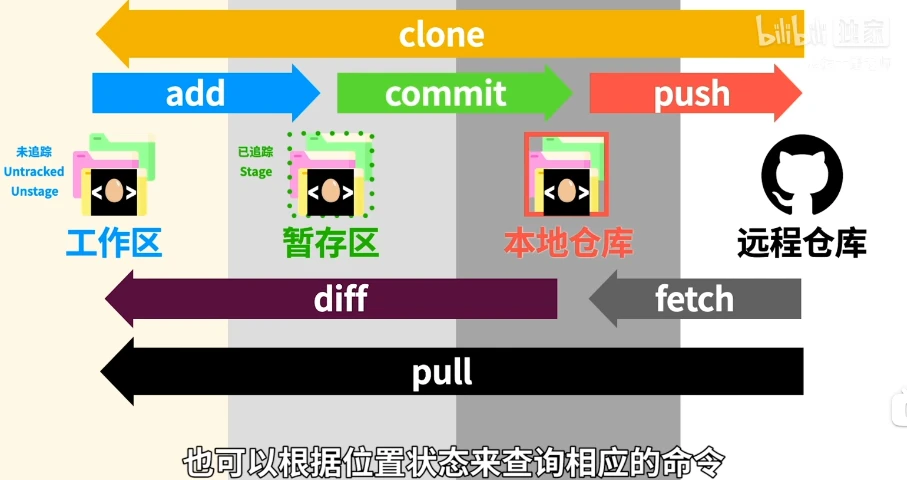 clone
bilibili 独家
add
commit
push
未追踪
Untracked
Unstage
已追踪
Stage
< >
< >
< >
工作区
暂存区
本地仓库
远程仓库
diff
fetch
pull
也可以根据位置状态来查询相应的命令